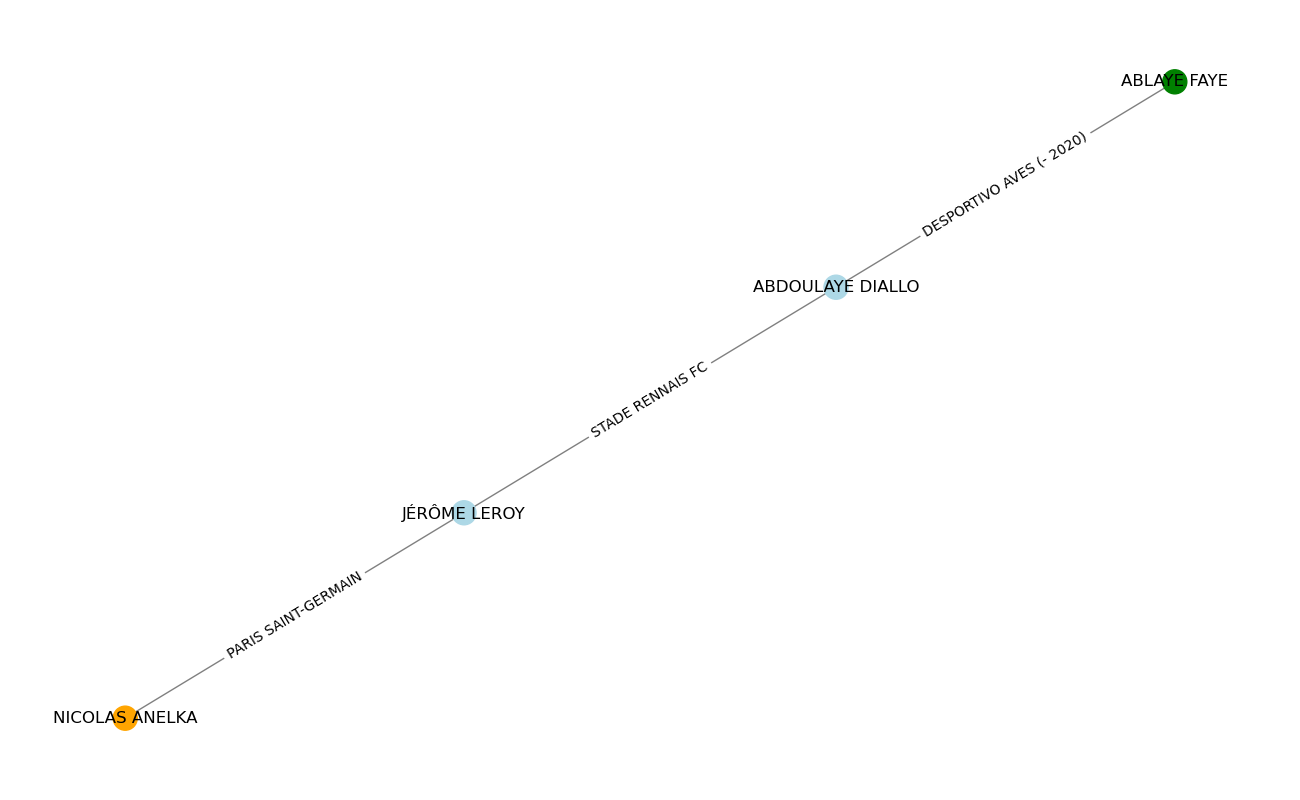 ABLAYE FAYE
DESPORTIVO AVES (- 2020)
ABDOULAYE DIALLO
STADE RENNAIS FC
JÉRÔME LEROY
PARIS SAINT-GERMAIN
NICOLAS ANELKA